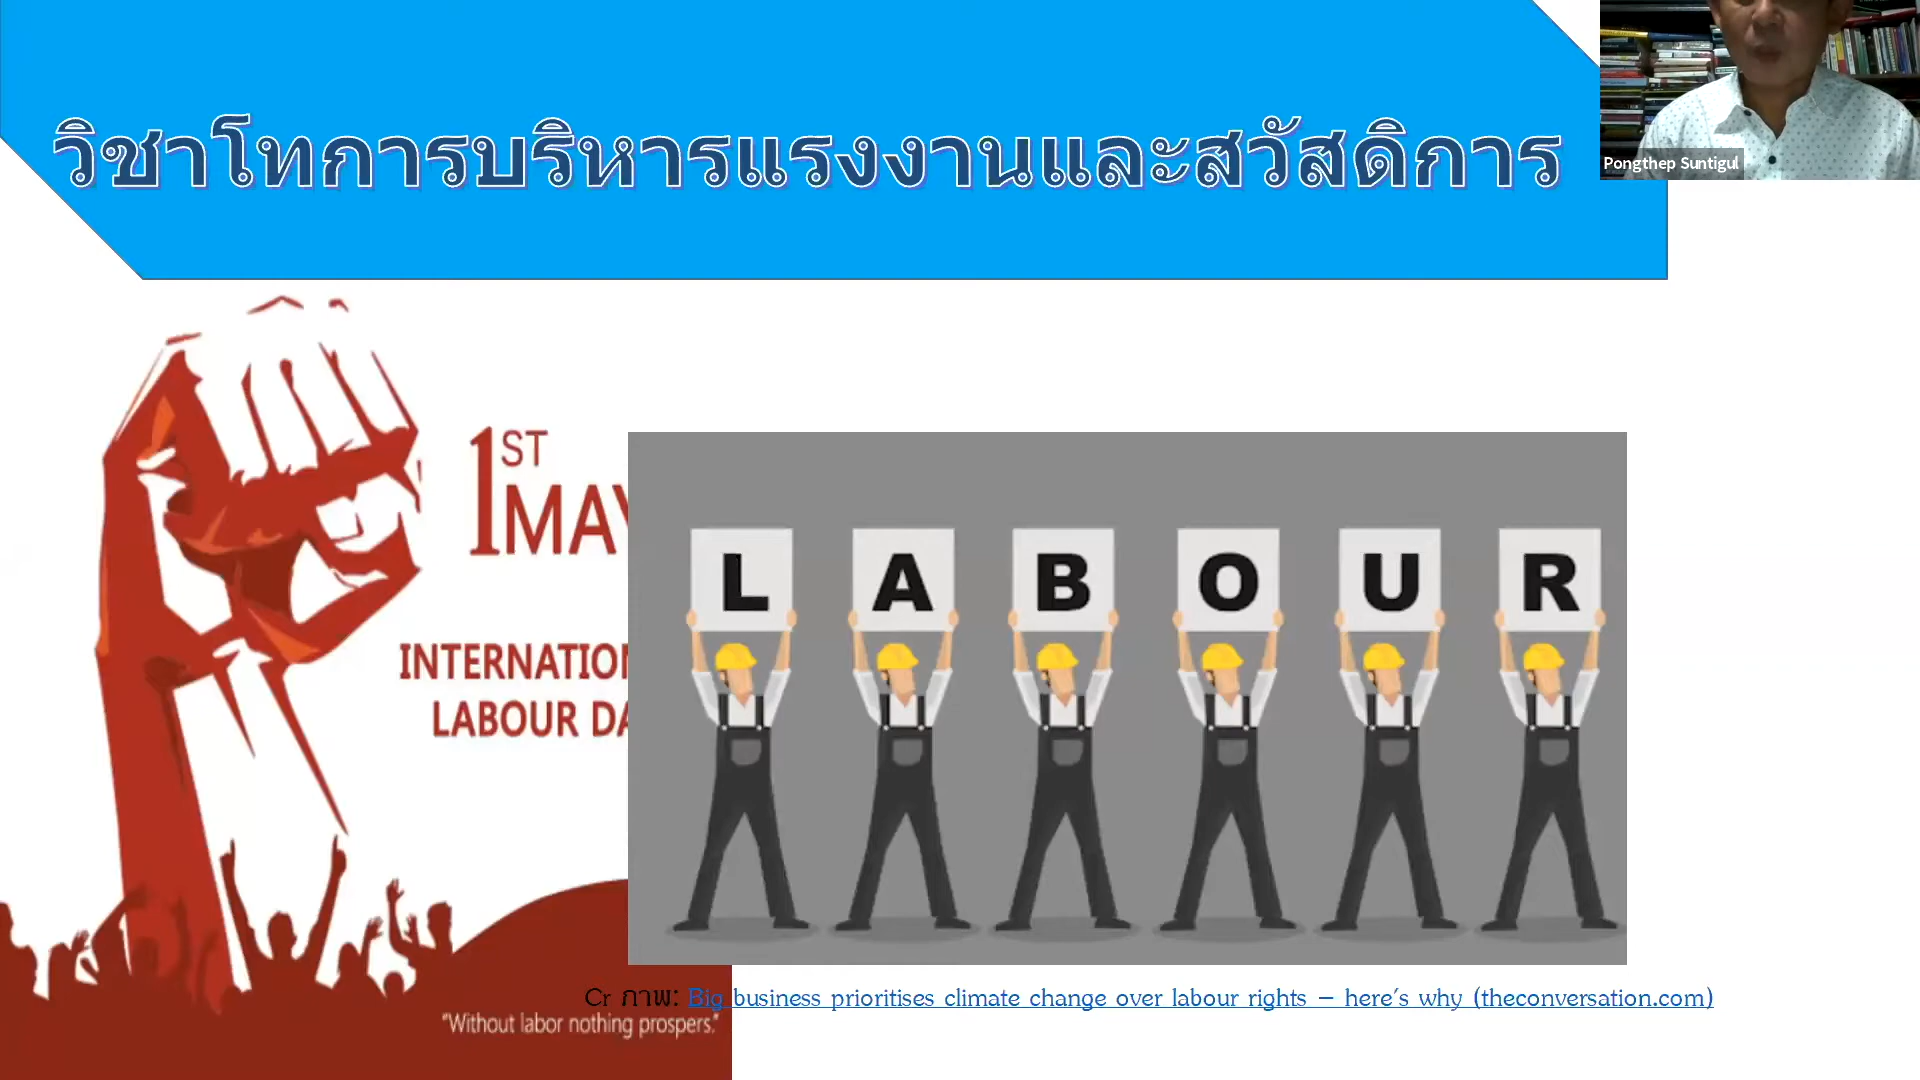 วิชาโทการบริหารแรงงานและสวัสดิการ
Pongthep Suntigul
1ST
MAY
INTERNATION
LABOUR DA
L A B O U R
Cr ภาพ: Big business prioritises climate change over labour rights – here's why (theconversation.com)
"Without labor nothing prospers."